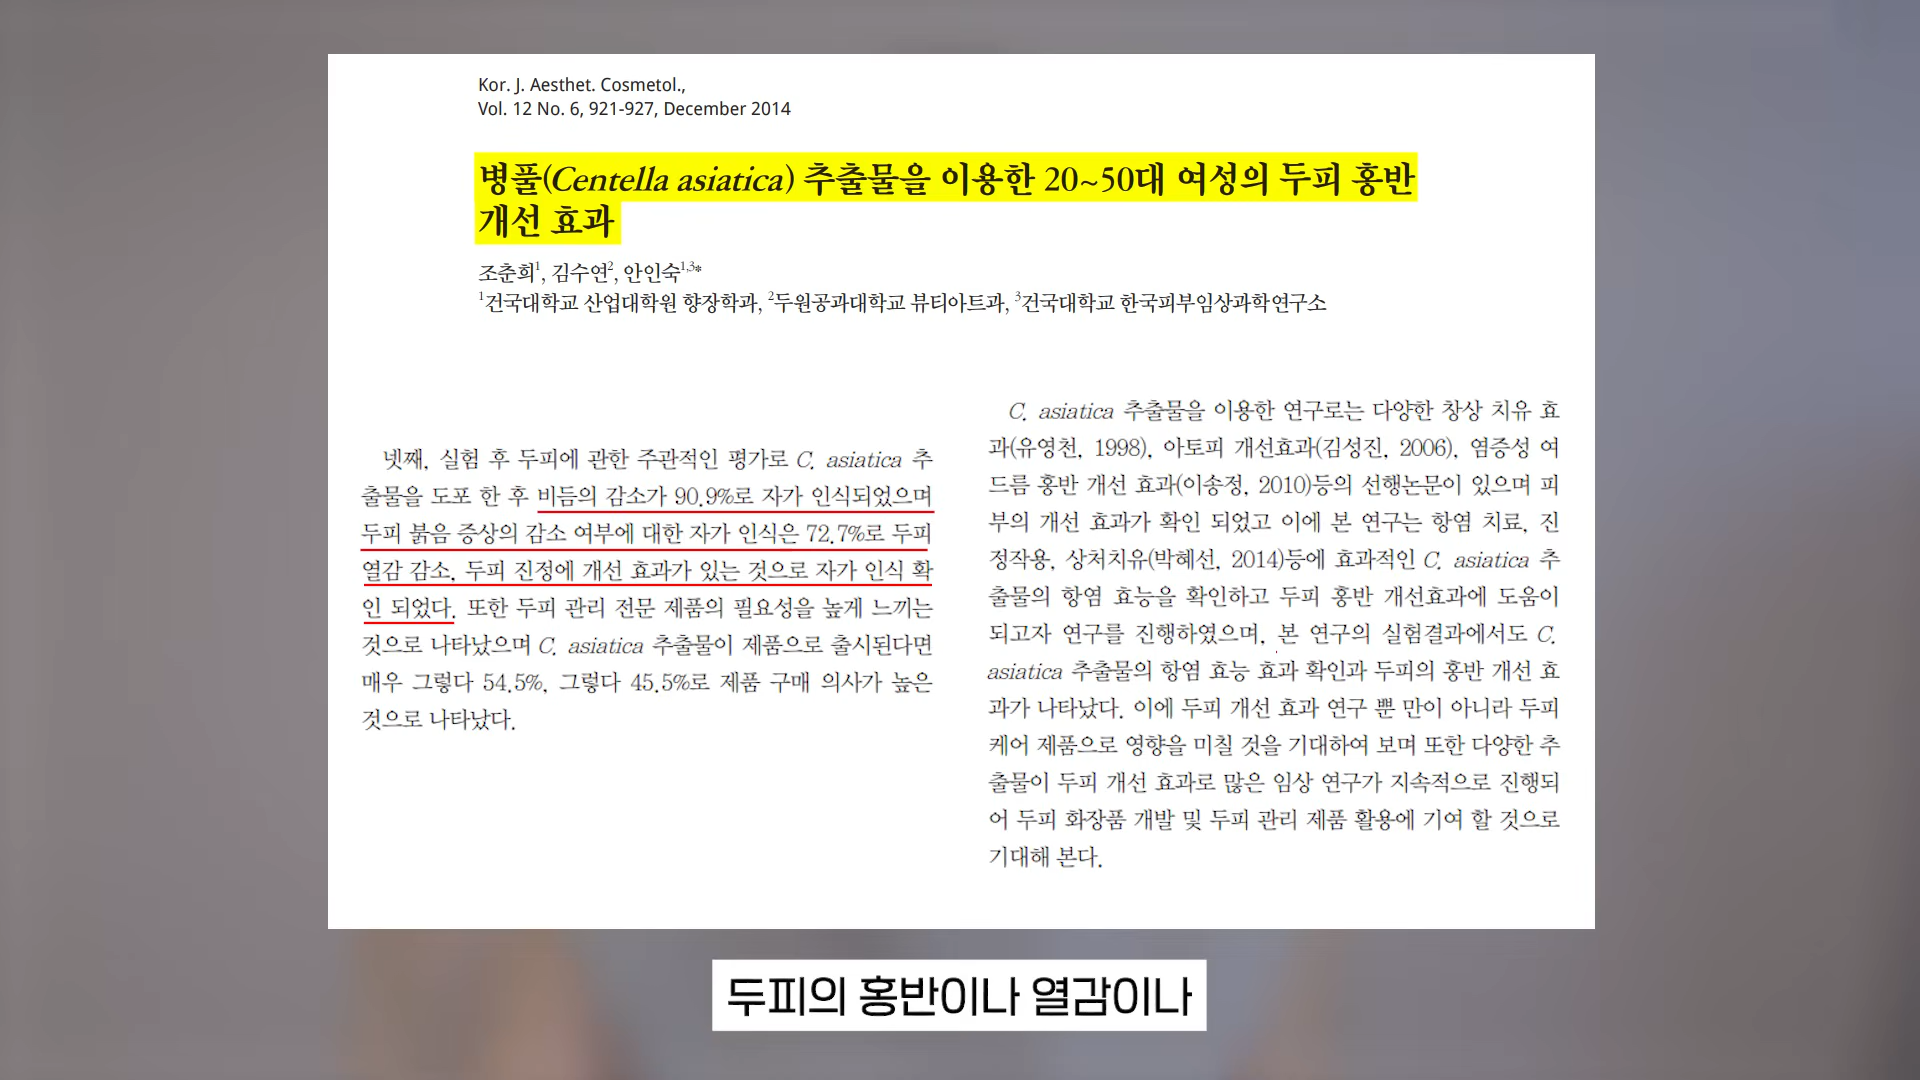 Kor. J. Aesthet. Cosmetol.,
Vol. 12 No. 6, 921-927, December 2014
병풀(Centella asiatica) 추출물을 이용한 20~50대 여성의 두피 홍반
개선 효과
조춘희1, 김수연2, 안인숙1,3*
1건국대학교 산업대학원 향장학과, 2두원공과대학교 뷰티아트과, 3건국대학교 한국피부임상과학연구소
넷째, 실험 후 두피에 관한 주관적인 평가로 C. asiatica 추
출물을 도포 한 후 비듬의 감소가 90.9%로 자가 인식되었으며
두피 붉음 증상의 감소 여부에 대한 자가 인식은 72.7%로 두피
열감 감소, 두피 진정에 개선 효과가 있는 것으로 자가 인식 확
인 되었다. 또한 두피 관리 전문 제품의 필요성을 높게 느끼는
것으로 나타났으며 C. asiatica 추출물이 제품으로 출시된다면
매우 그렇다 54.5%, 그렇다 45.5%로 제품 구매 의사가 높은
것으로 나타났다.
C. asiatica 추출물을 이용한 연구로는 다양한 창상 치유 효
과(유영천, 1998), 아토피 개선효과(김성진, 2006), 염증성 여
드름 홍반 개선 효과(이송정, 2010)등의 선행논문이 있으며 피
부의 개선 효과가 확인 되었고 이에 본 연구는 항염 치료, 진
정작용, 상처치유(박혜선, 2014)등에 효과적인 C. asiatica 추
출물의 항염 효능을 확인하고 두피 홍반 개선효과에 도움이
되고자 연구를 진행하였으며, 본 연구의 실험결과에서도 C.
asiatica 추출물의 항염 효능 효과 확인과 두피의 홍반 개선 효
과가 나타났다. 이에 두피 개선 효과 연구 뿐 만이 아니라 두피
케어 제품으로 영향을 미칠 것을 기대하여 보며 또한 다양한 추
출물이 두피 개선 효과로 많은 임상 연구가 지속적으로 진행되
어 두피 화장품 개발 및 두피 관리 제품 활용에 기여 할 것으로
기대해 본다.
두피의 홍반이나 열감이나